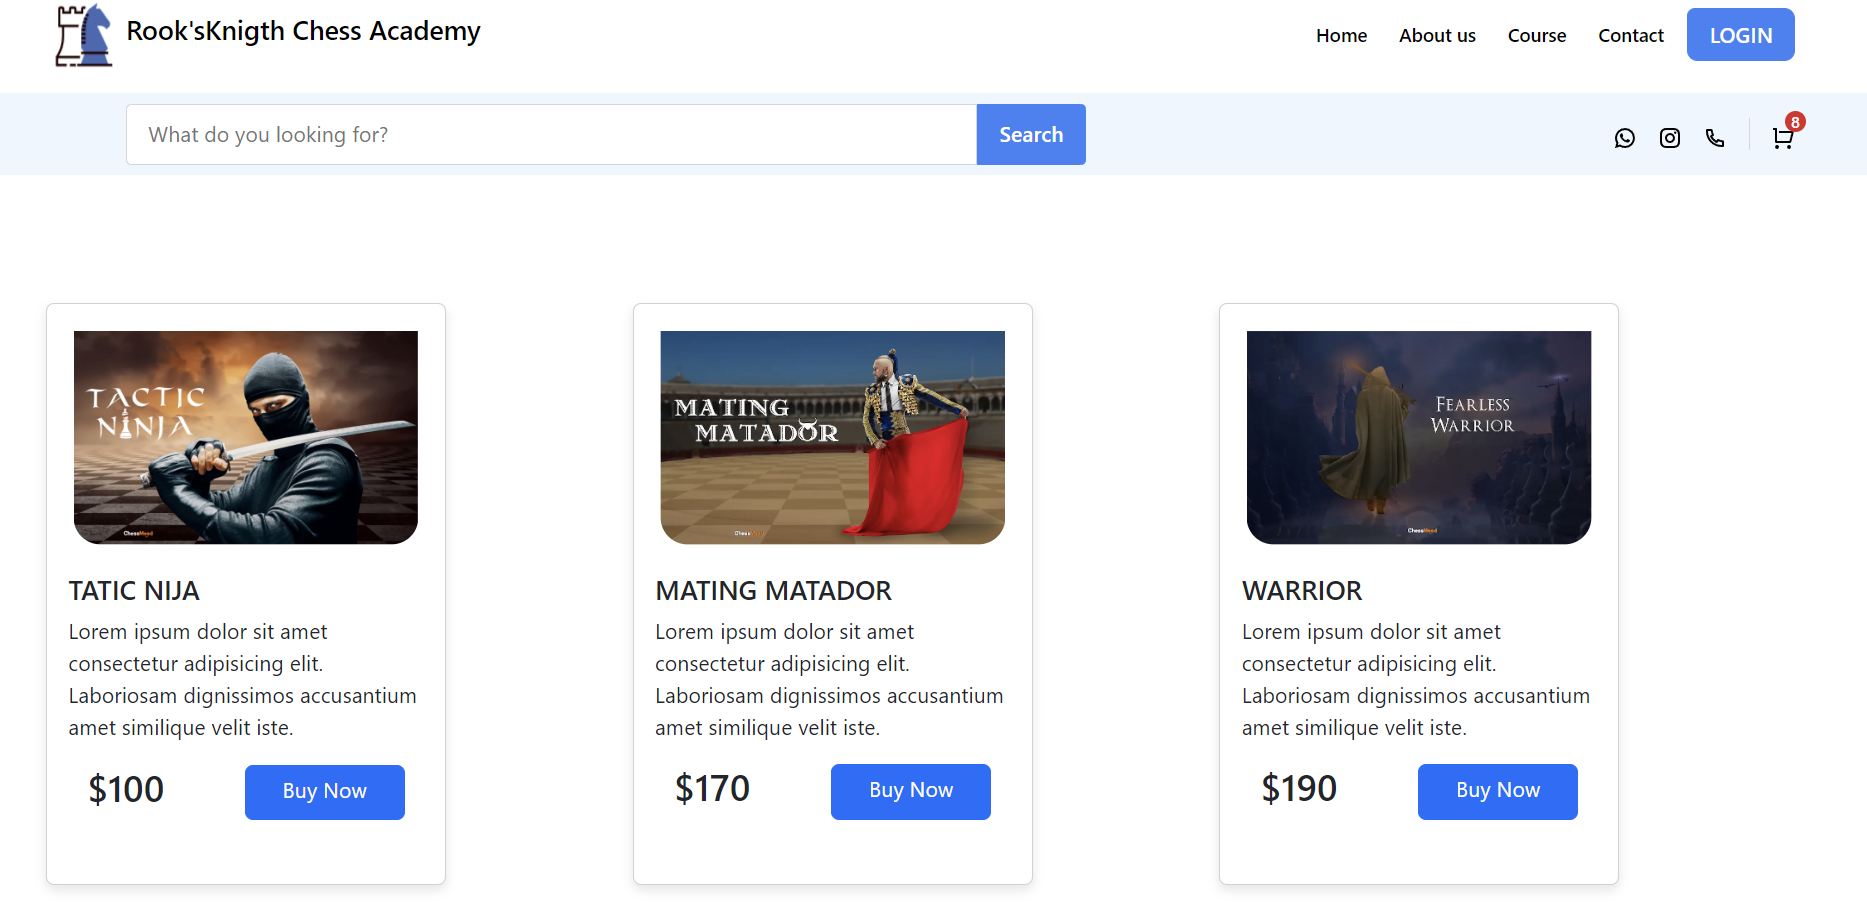 Rook'sKnigth Chess Academy
Home About us Course Contact LOGIN
What do you looking for? Search
8
TACTIC
NINJA
ChessMood
TATIC NIJA
Lorem ipsum dolor sit amet
consectetur adipisicing elit.
Laboriosam dignissimos accusantium
amet similique velit iste.
$100 Buy Now
MATING
MATADOR
ChessMood
MATING MATADOR
Lorem ipsum dolor sit amet
consectetur adipisicing elit.
Laboriosam dignissimos accusantium
amet similique velit iste.
$170 Buy Now
FEARLESS
WARRIOR
ChessMood
WARRIOR
Lorem ipsum dolor sit amet
consectetur adipisicing elit.
Laboriosam dignissimos accusantium
amet similique velit iste.
$190 Buy Now